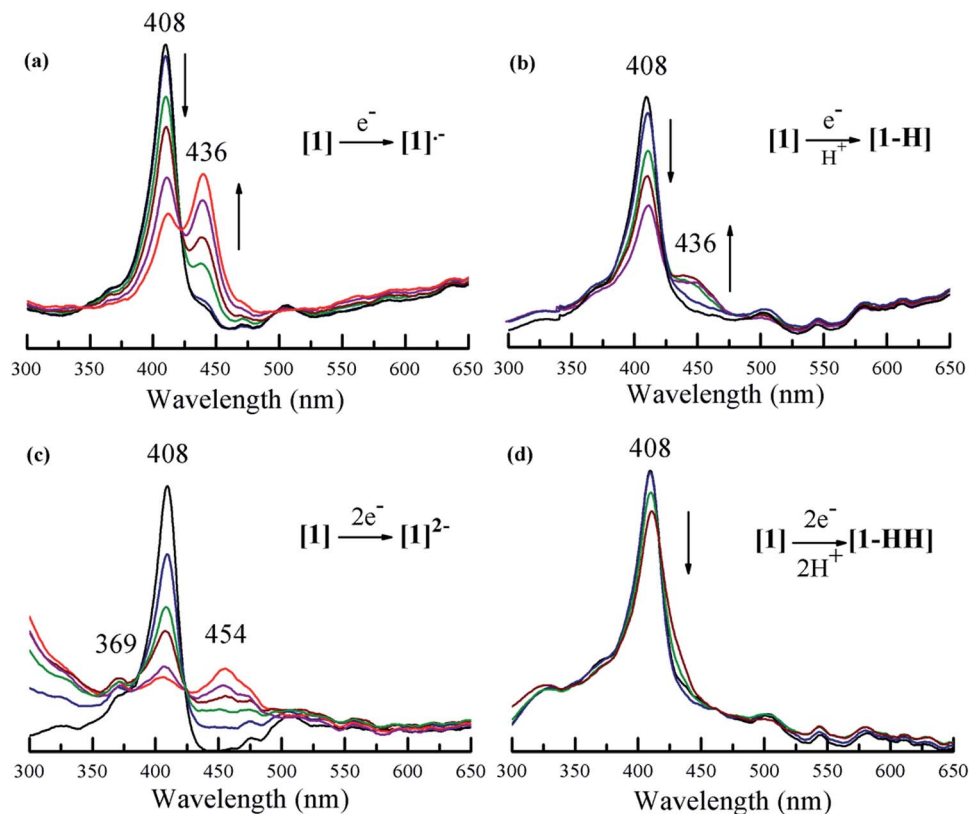 (a)
408
436
[1] e⁻ → [1]˙⁻
300 350 400 450 500 550 600 650
Wavelength (nm)
(b)
408
436
[1] e⁻ → H⁺ [1-H]
300 350 400 450 500 550 600 650
Wavelength (nm)
(c)
408
369
454
[1] 2e⁻ → [1]²⁻
300 350 400 450 500 550 600 650
Wavelength (nm)
(d)
408
[1] 2e⁻ → 2H⁺ [1-HH]
300 350 400 450 500 550 600 650
Wavelength (nm)